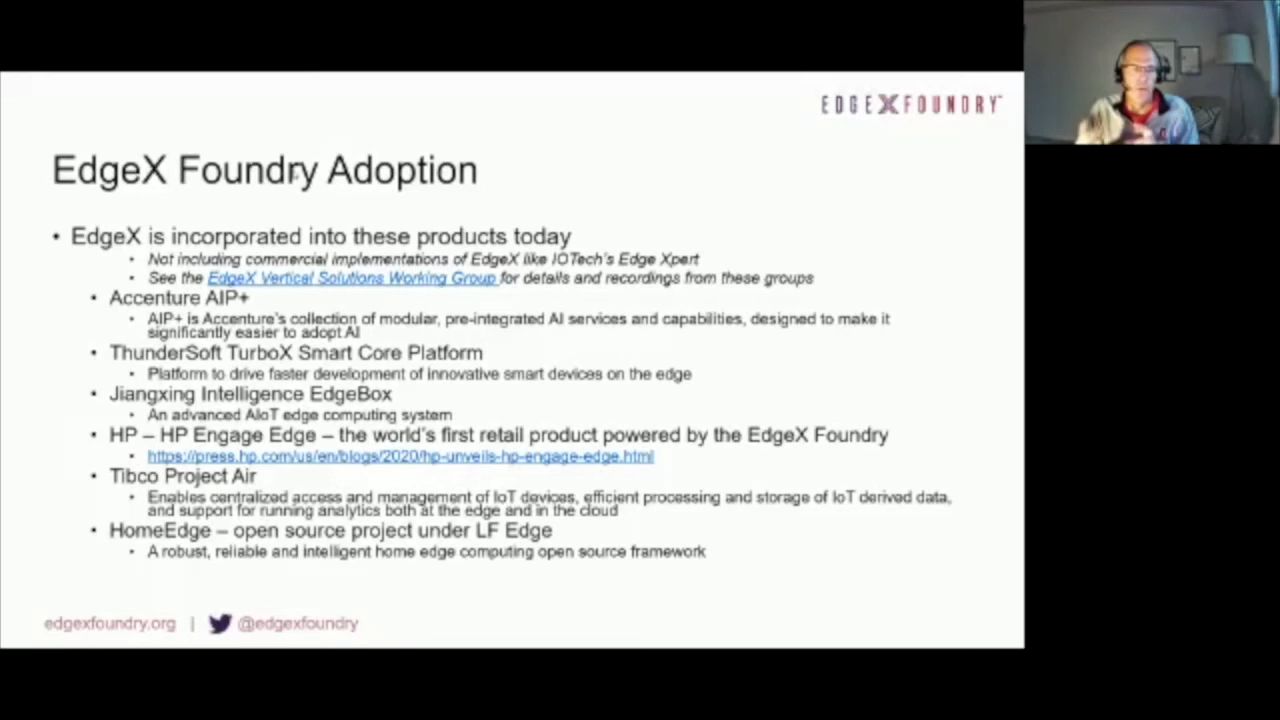 EDGE X FOUNDRY™
EdgeX Foundry Adoption
• EdgeX is incorporated into these products today
• Not including commercial implementations of EdgeX like IOTech's Edge Xpert
• See the EdgeX Vertical Solutions Working Group for details and recordings from these groups
• Accenture AIP+
• AIP+ is Accenture's collection of modular, pre-integrated AI services and capabilities, designed to make it
significantly easier to adopt AI
• ThunderSoft TurboX Smart Core Platform
• Platform to drive faster development of innovative smart devices on the edge
• Jiangxing Intelligence EdgeBox
• An advanced AIoT edge computing system
• HP – HP Engage Edge – the world's first retail product powered by the EdgeX Foundry
• https://press.hp.com/us/en/blogs/2020/hp-unveils-hp-engage-edge.html
• Tibco Project Air
• Enables centralized access and management of IoT devices, efficient processing and storage of IoT derived data,
and support for running analytics both at the edge and in the cloud
• HomeEdge – open source project under LF Edge
• A robust, reliable and intelligent home edge computing open source framework
edgexfoundry.org | @edgexfoundry